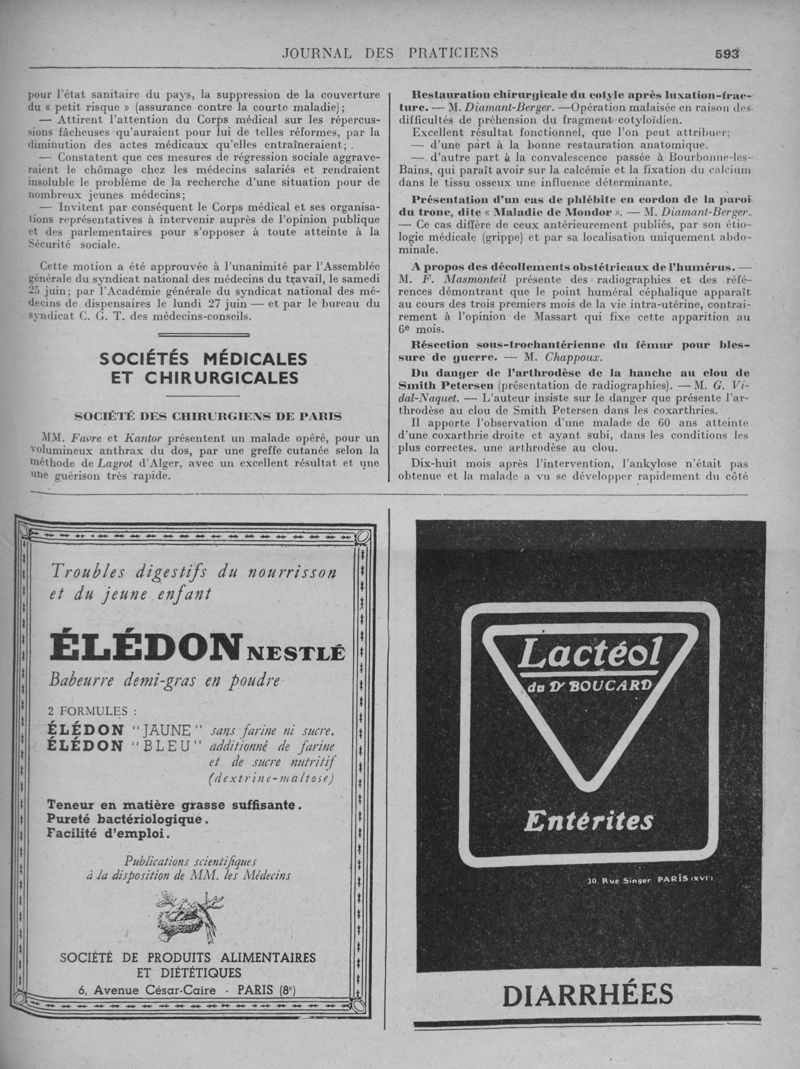 JOURNAL DES PRATICIENS
593
pour l'état sanitaire du pays, la suppression de la couverture
du « petit risque » (assurance contre la courte maladie);
— Attirent l'attention du Corps médical sur les répercus-
sions fâcheuses qu'auraient pour lui de telles réformes, par la
diminution des actes médicaux qu'elles entraîneraient;
— Constatent que ces mesures de régression sociale aggrave-
raient le chômage chez les médecins salariés et rendraient
insoluble le problème de la recherche d'une situation pour de
nombreux jeunes médecins;
— Invitent par conséquent le Corps médical et ses organisa-
tions représentatives à intervenir auprès de l'opinion publique
et des parlementaires pour s'opposer à toute atteinte à la
Sécurité sociale.
Cette motion a été approuvée à l'unanimité par l'Assemblée
générale du syndicat national des médecins du travail, le samedi
25 juin; par l'Académie générale du syndicat national des mé-
decins de dispensaires le lundi 27 juin — et par le bureau du
syndicat C. G. T. des médecins-conseils.
SOCIÉTÉS MÉDICALES
ET CHIRURGICALES
SOCIÉTÉ DES CHIRURGIENS DE PARIS
MM. Favre et Kantor présentent un malade opéré, pour un
volumineux anthrax du dos, par une greffe cutanée selon la
méthode de Lagrot d'Alger, avec un excellent résultat et une
une guérison très rapide.
Restauration chirurgicale du cotyle après luxation-frac-
ture. — M. Diamant-Berger. —Opération malaisée en raison des
difficultés de préhension du fragment cotyloïdien.
Excellent résultat fonctionnel, que l'on peut attribuer;
— d'une part à la bonne restauration anatomique.
— d'autre part à la convalescence passée à Bourbonne-les-
Bains, qui paraît avoir sur la calcémie et la fixation du calcium
dans le tissu osseux une influence déterminante.
Présentation d'un cas de phlébite en cordon de la paroi
du tronc, dite « Maladie de Mondor ». — M. Diamant-Berger.
— Ce cas diffère de ceux antérieurement publiés, par son étio-
logie médicale (grippe) et par sa localisation uniquement abdo-
minale.
A propos des décollements obstétricaux de l'humérus. —
M. F. Masmonteil présente des radiographies et des réfé-
rences démontrant que le point huméral céphalique apparaît
au cours des trois premiers mois de la vie intra-utérine, contrai-
rement à l'opinion de Massart qui fixe cette apparition au
6e mois.
Résection sous-trochantérienne du fémur pour bles-
sure de guerre. — M. Chappoux.
Du danger de l'arthrodèse de la hanche au clou de
Smith Petersen (présentation de radiographies). — M. G. Vi-
dal-Naquet. — L'auteur insiste sur le danger que présente l'ar-
throdèse au clou de Smith Petersen dans les coxarthries.
Il apporte l'observation d'une malade de 60 ans atteinte
d'une coxarthrie droite et ayant subi, dans les conditions les
plus correctes. une arthrodèse au clou.
Dix-huit mois après l'intervention, l'ankylose n'était pas
obtenue et la malade a vu se développer rapidement du côté
Troubles digestifs du nourrisson
et du jeune enfant
ÉLÉDON NESTLÉ
Babeurre demi-gras en poudre
2 FORMULES :
ÉLÉDON "JAUNE" sans farine ni sucre.
ÉLÉDON "BLEU" additionné de farine
et de sucre nutritif
(dextrine-maltose)
Teneur en matière grasse suffisante.
Pureté bactériologique.
Facilité d'emploi.
Publications scientifiques
à la disposition de MM. les Médecins
SOCIÉTÉ DE PRODUITS ALIMENTAIRES
ET DIÉTÉTIQUES
6, Avenue César-Caire - PARIS (8e)
Lactéol
du Dr BOUCARD
Entérites
30, Rue Singer PARIS (XVIe)
DIARRHÉES